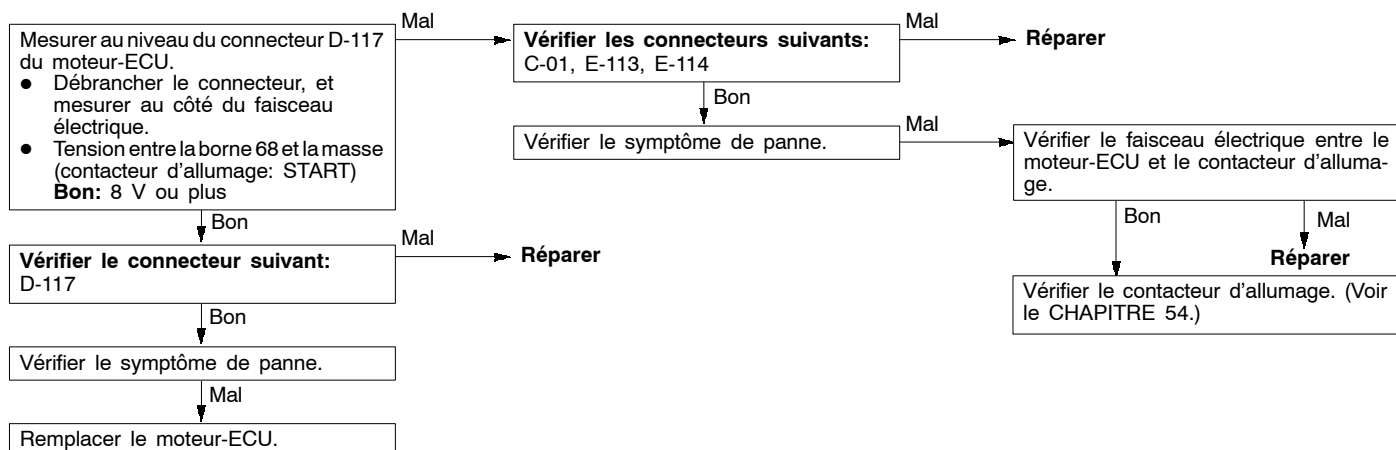 Mesurer au niveau du connecteur D-117
du moteur-ECU.
● Débrancher le connecteur, et
mesurer au côté du faisceau
électrique.
● Tension entre la borne 68 et la masse
(contacteur d'allumage: START)
Bon: 8 V ou plus
Mal
Vérifier les connecteurs suivants:
C-01, E-113, E-114
Mal
Réparer
Bon
Vérifier le symptôme de panne.
Mal
Vérifier le faisceau électrique entre le
moteur-ECU et le contacteur d'alluma-
ge.
Bon
Mal
Réparer
Vérifier le contacteur d'allumage. (Voir
le CHAPITRE 54.)
Bon
Vérifier le connecteur suivant:
D-117
Mal
Réparer
Bon
Vérifier le symptôme de panne.
Mal
Remplacer le moteur-ECU.